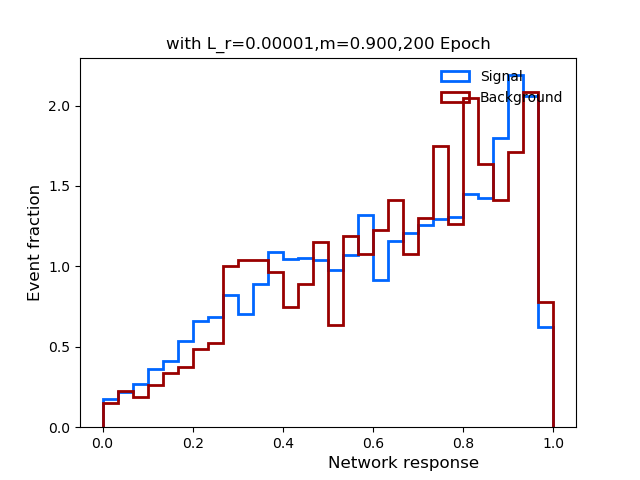 with L_r=0.00001,m=0.900,200 Epoch
Signal
Background
Event fraction
2.0
1.5
1.0
0.5
0.0
0.0 0.2 0.4 0.6 0.8 1.0
Network response